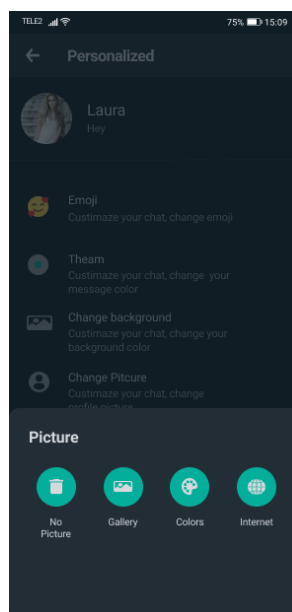 TELE2 75% 15:09
Personalized
Laura
Hey
Emoji
Custimaze your chat, change emoji
Theam
Custimaze your chat, change your
message color
Change background
Custimaze your chat, change your
background color
Change Pitcure
Custimaze your chat, change
profile picture
Picture
No
Picture
Gallery
Colors
Internet